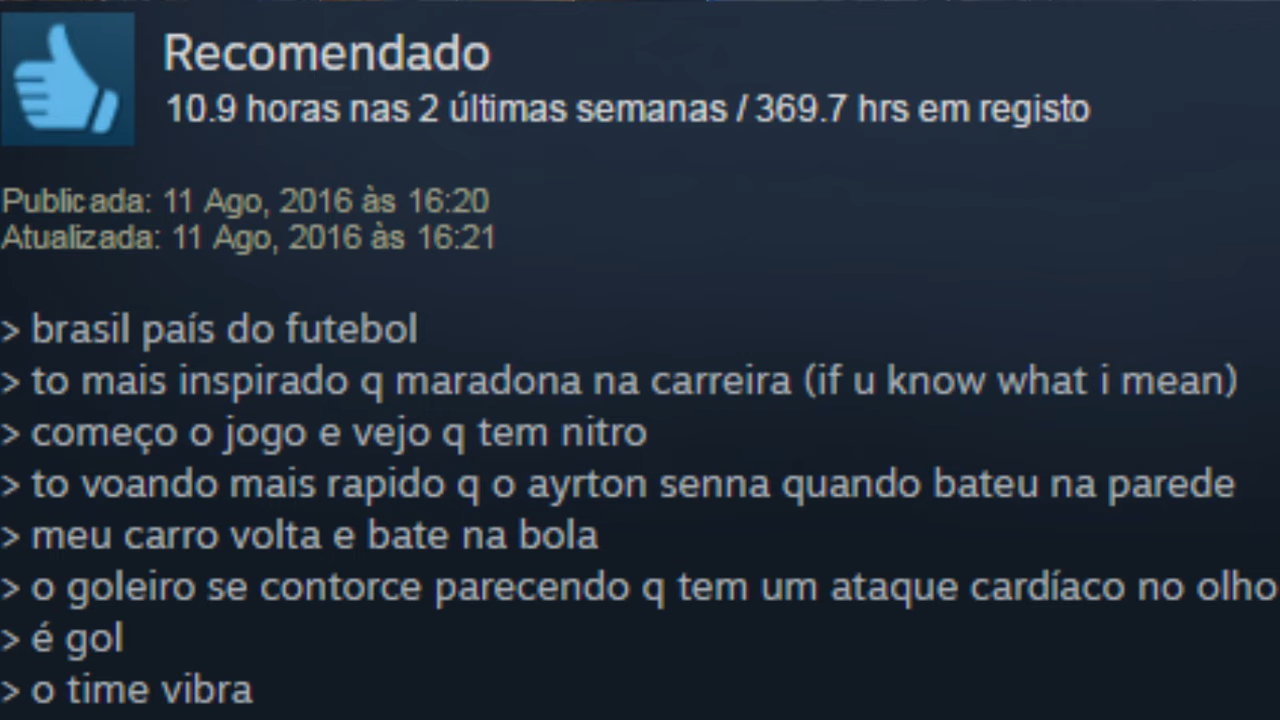 Recomendado
10.9 horas nas 2 últimas semanas / 369.7 hrs em registo
Publicada: 11 Ago, 2016 às 16:20
Atualizada: 11 Ago, 2016 às 16:21
> brasil país do futebol
> to mais inspirado q maradona na carreira (if u know what i mean)
> começo o jogo e vejo q tem nitro
> to voando mais rapido q o ayrton senna quando bateu na parede
> meu carro volta e bate na bola
> o goleiro se contorce parecendo q tem um ataque cardíaco no olho
> é gol
> o time vibra